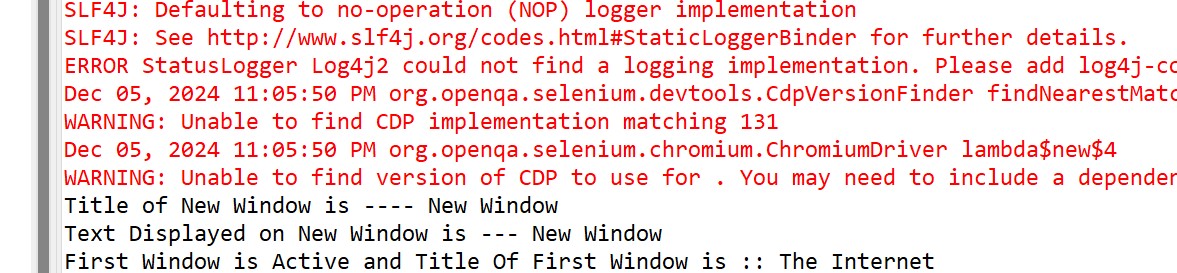 SLF4J: Defaulting to no-operation (NOP) logger implementation
SLF4J: See http://www.slf4j.org/codes.html#StaticLoggerBinder for further details.
ERROR StatusLogger Log4j2 could not find a logging implementation. Please add
Dec 05, 2024 11:05:50 PM org.openqa.selenium.devtools.CdpVersionFinder
WARNING: Unable to find CDP implementation matching 131
Dec 05, 2024 11:05:50 PM org.openqa.selenium.chromium.ChromiumDriver lambda$new$4
WARNING: Unable to find version of CDP to use for . You may need to include a
Title of New Window is ---- New Window
Text Displayed on New Window is --- New Window
First Window is Active and Title Of First Window is :: The Internet